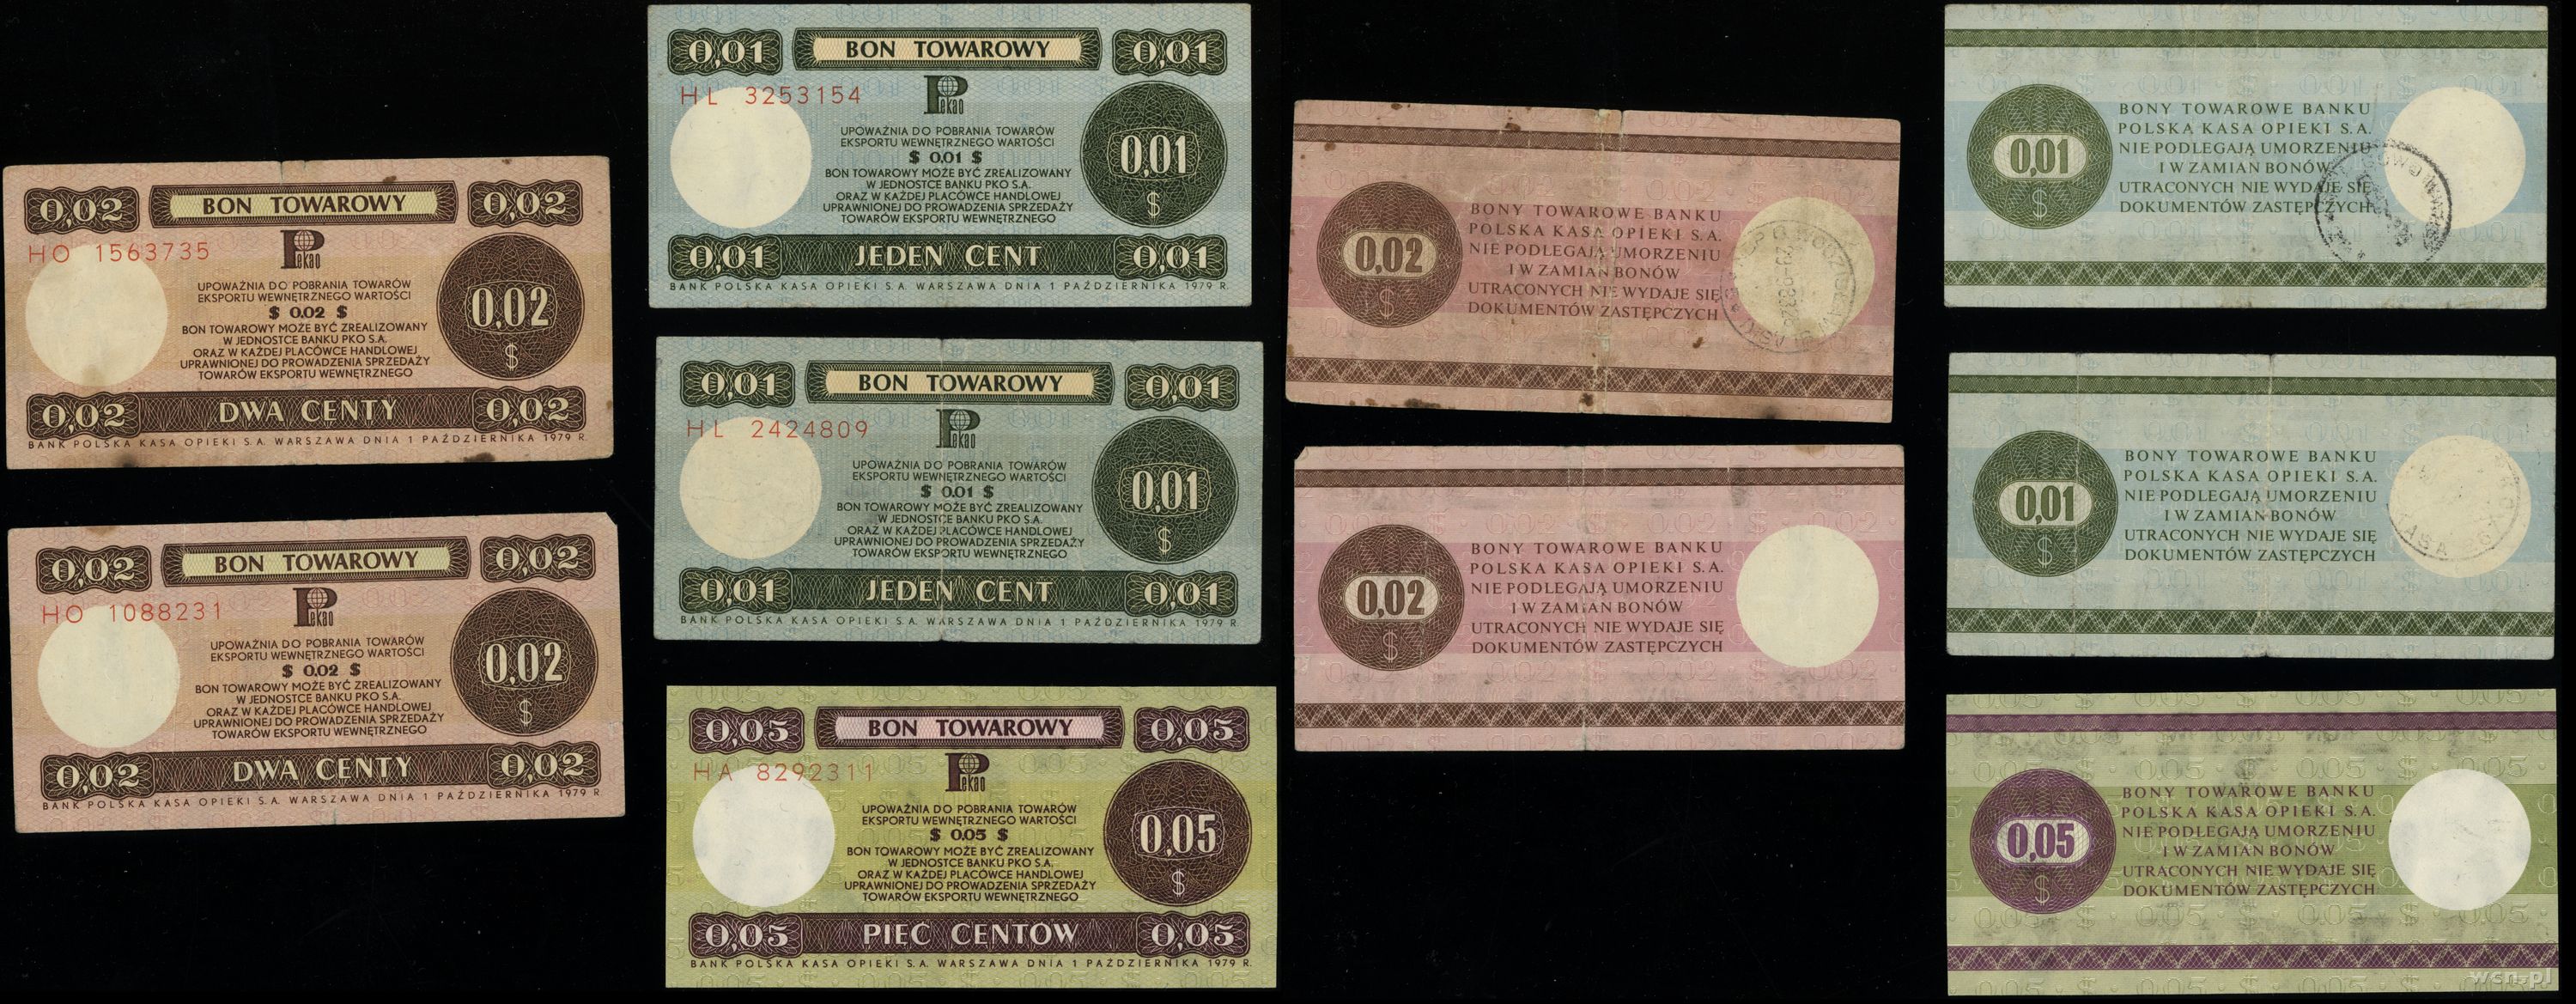 0,02 BON TOWAROWY 0,02
HO 1563735
Pekao
UPOWAŻNIA DO POBRANIA TOWARÓW
EKSPORTU WEWNĘTRZNEGO WARTOŚCI
$ 0,02 $
BON TOWAROWY MOŻE BYĆ ZREALIZOWANY
W JEDNOSTCE BANKU PKO S.A.
ORAZ W KAŻDEJ PLACÓWCE HANDLOWEJ
UPRAWNIONEJ DO PROWADZENIA SPRZEDAŻY
TOWARÓW EKSPORTU WEWNĘTRZNEGO
0,02
$
0,02 DWA CENTY 0,02
BANK POLSKA KASA OPIEKI S.A. WARSZAWA DNIA 1 PAŹDZIERNIKA 1979 R.
0,02 BON TOWAROWY 0,02
HO 1088231
Pekao
UPOWAŻNIA DO POBRANIA TOWARÓW
EKSPORTU WEWNĘTRZNEGO WARTOŚCI
$ 0,02 $
BON TOWAROWY MOŻE BYĆ ZREALIZOWANY
W JEDNOSTCE BANKU PKO S.A.
ORAZ W KAŻDEJ PLACÓWCE HANDLOWEJ
UPRAWNIONEJ DO PROWADZENIA SPRZEDAŻY
TOWARÓW EKSPORTU WEWNĘTRZNEGO
0,02
$
0,02 DWA CENTY 0,02
BANK POLSKA KASA OPIEKI S.A. WARSZAWA DNIA 1 PAŹDZIERNIKA 1979 R
0,01 BON TOWAROWY 0,01
HL 3253154
Pekao
UPOWAŻNIA DO POBRANIA TOWARÓW
EKSPORTU WEWNĘTRZNEGO WARTOŚCI
$ 0,01 $
BON TOWAROWY MOŻE BYĆ ZREALIZOWANY
W JEDNOSTCE BANKU PKO S.A.
ORAZ W KAŻDEJ PLACÓWCE HANDLOWEJ
UPRAWNIONEJ DO PROWADZENIA SPRZEDAŻY
TOWARÓW EKSPORTU WEWNĘTRZNEGO
0,01
$
0,01 JEDEN CENT 0,01
BANK POLSKA KASA OPIEKI S.A. WARSZAWA DNIA 1 PAŹDZIERNIKA 1979 R.
0,01 BON TOWAROWY 0,01
HL 2424809
Pekao
UPOWAŻNIA DO POBRANIA TOWARÓW
EKSPORTU WEWNĘTRZNEGO WARTOŚCI
$ 0,01 $
BON TOWAROWY MOŻE BYĆ ZREALIZOWANY
W JEDNOSTCE BANKU PKO S.A.
ORAZ W KAŻDEJ PLACÓWCE HANDLOWEJ
UPRAWNIONEJ DO PROWADZENIA SPRZEDAŻY
TOWARÓW EKSPORTU WEWNĘTRZNEGO
0,01
$
0,01 JEDEN CENT 0,01
BANK POLSKA KASA OPIEKI S.A. WARSZAWA DNIA 1 PAŹDZIERNIKA 1979 R
0,05 BON TOWAROWY 0,05
HA 8292311
Pekao
UPOWAŻNIA DO POBRANIA TOWARÓW
EKSPORTU WEWNĘTRZNEGO WARTOŚCI
$ 0,05 $
BON TOWAROWY MOŻE BYĆ ZREALIZOWANY
W JEDNOSTCE BANKU PKO S.A.
ORAZ W KAŻDEJ PLACÓWCE HANDLOWEJ
UPRAWNIONEJ DO PROWADZENIA SPRZEDAŻY
TOWARÓW EKSPORTU WEWNĘTRZNEGO
0,05
$
0,05 PIĘĆ CENTÓW 0,05
BANK POLSKA KASA OPIEKI S.A. WARSZAWA DNIA 1 PAŹDZIERNIKA 1979 R.
0,02
$
BONY TOWAROWE BANKU
POLSKA KASA OPIEKI S.A.
NIE PODLEGAJĄ UMORZENIU
I W ZAMIAN BONÓW
UTRACONYCH NIE WYDAJE SIĘ
DOKUMENTÓW ZASTĘPCZYCH
0,02
$
BONY TOWAROWE BANKU
POLSKA KASA OPIEKI S.A.
NIE PODLEGAJĄ UMORZENIU
I W ZAMIAN BONÓW
UTRACONYCH NIE WYDAJE SIĘ
DOKUMENTÓW ZASTĘPCZYCH
0,01
$
BONY TOWAROWE BANKU
POLSKA KASA OPIEKI S.A.
NIE PODLEGAJĄ UMORZENIU
I W ZAMIAN BONÓW
UTRACONYCH NIE WYDAJE SIĘ
DOKUMENTÓW ZASTĘPCZYCH
0,01
$
BONY TOWAROWE BANKU
POLSKA KASA OPIEKI S.A.
NIE PODLEGAJĄ UMORZENIU
I W ZAMIAN BONÓW
UTRACONYCH NIE WYDAJE SIĘ
DOKUMENTÓW ZASTĘPCZYCH
0,05
$
BONY TOWAROWE BANKU
POLSKA KASA OPIEKI S.A.
NIE PODLEGAJĄ UMORZENIU
I W ZAMIAN BONÓW
UTRACONYCH NIE WYDAJE SIĘ
DOKUMENTÓW ZASTĘPCZYCH
wcn.pl